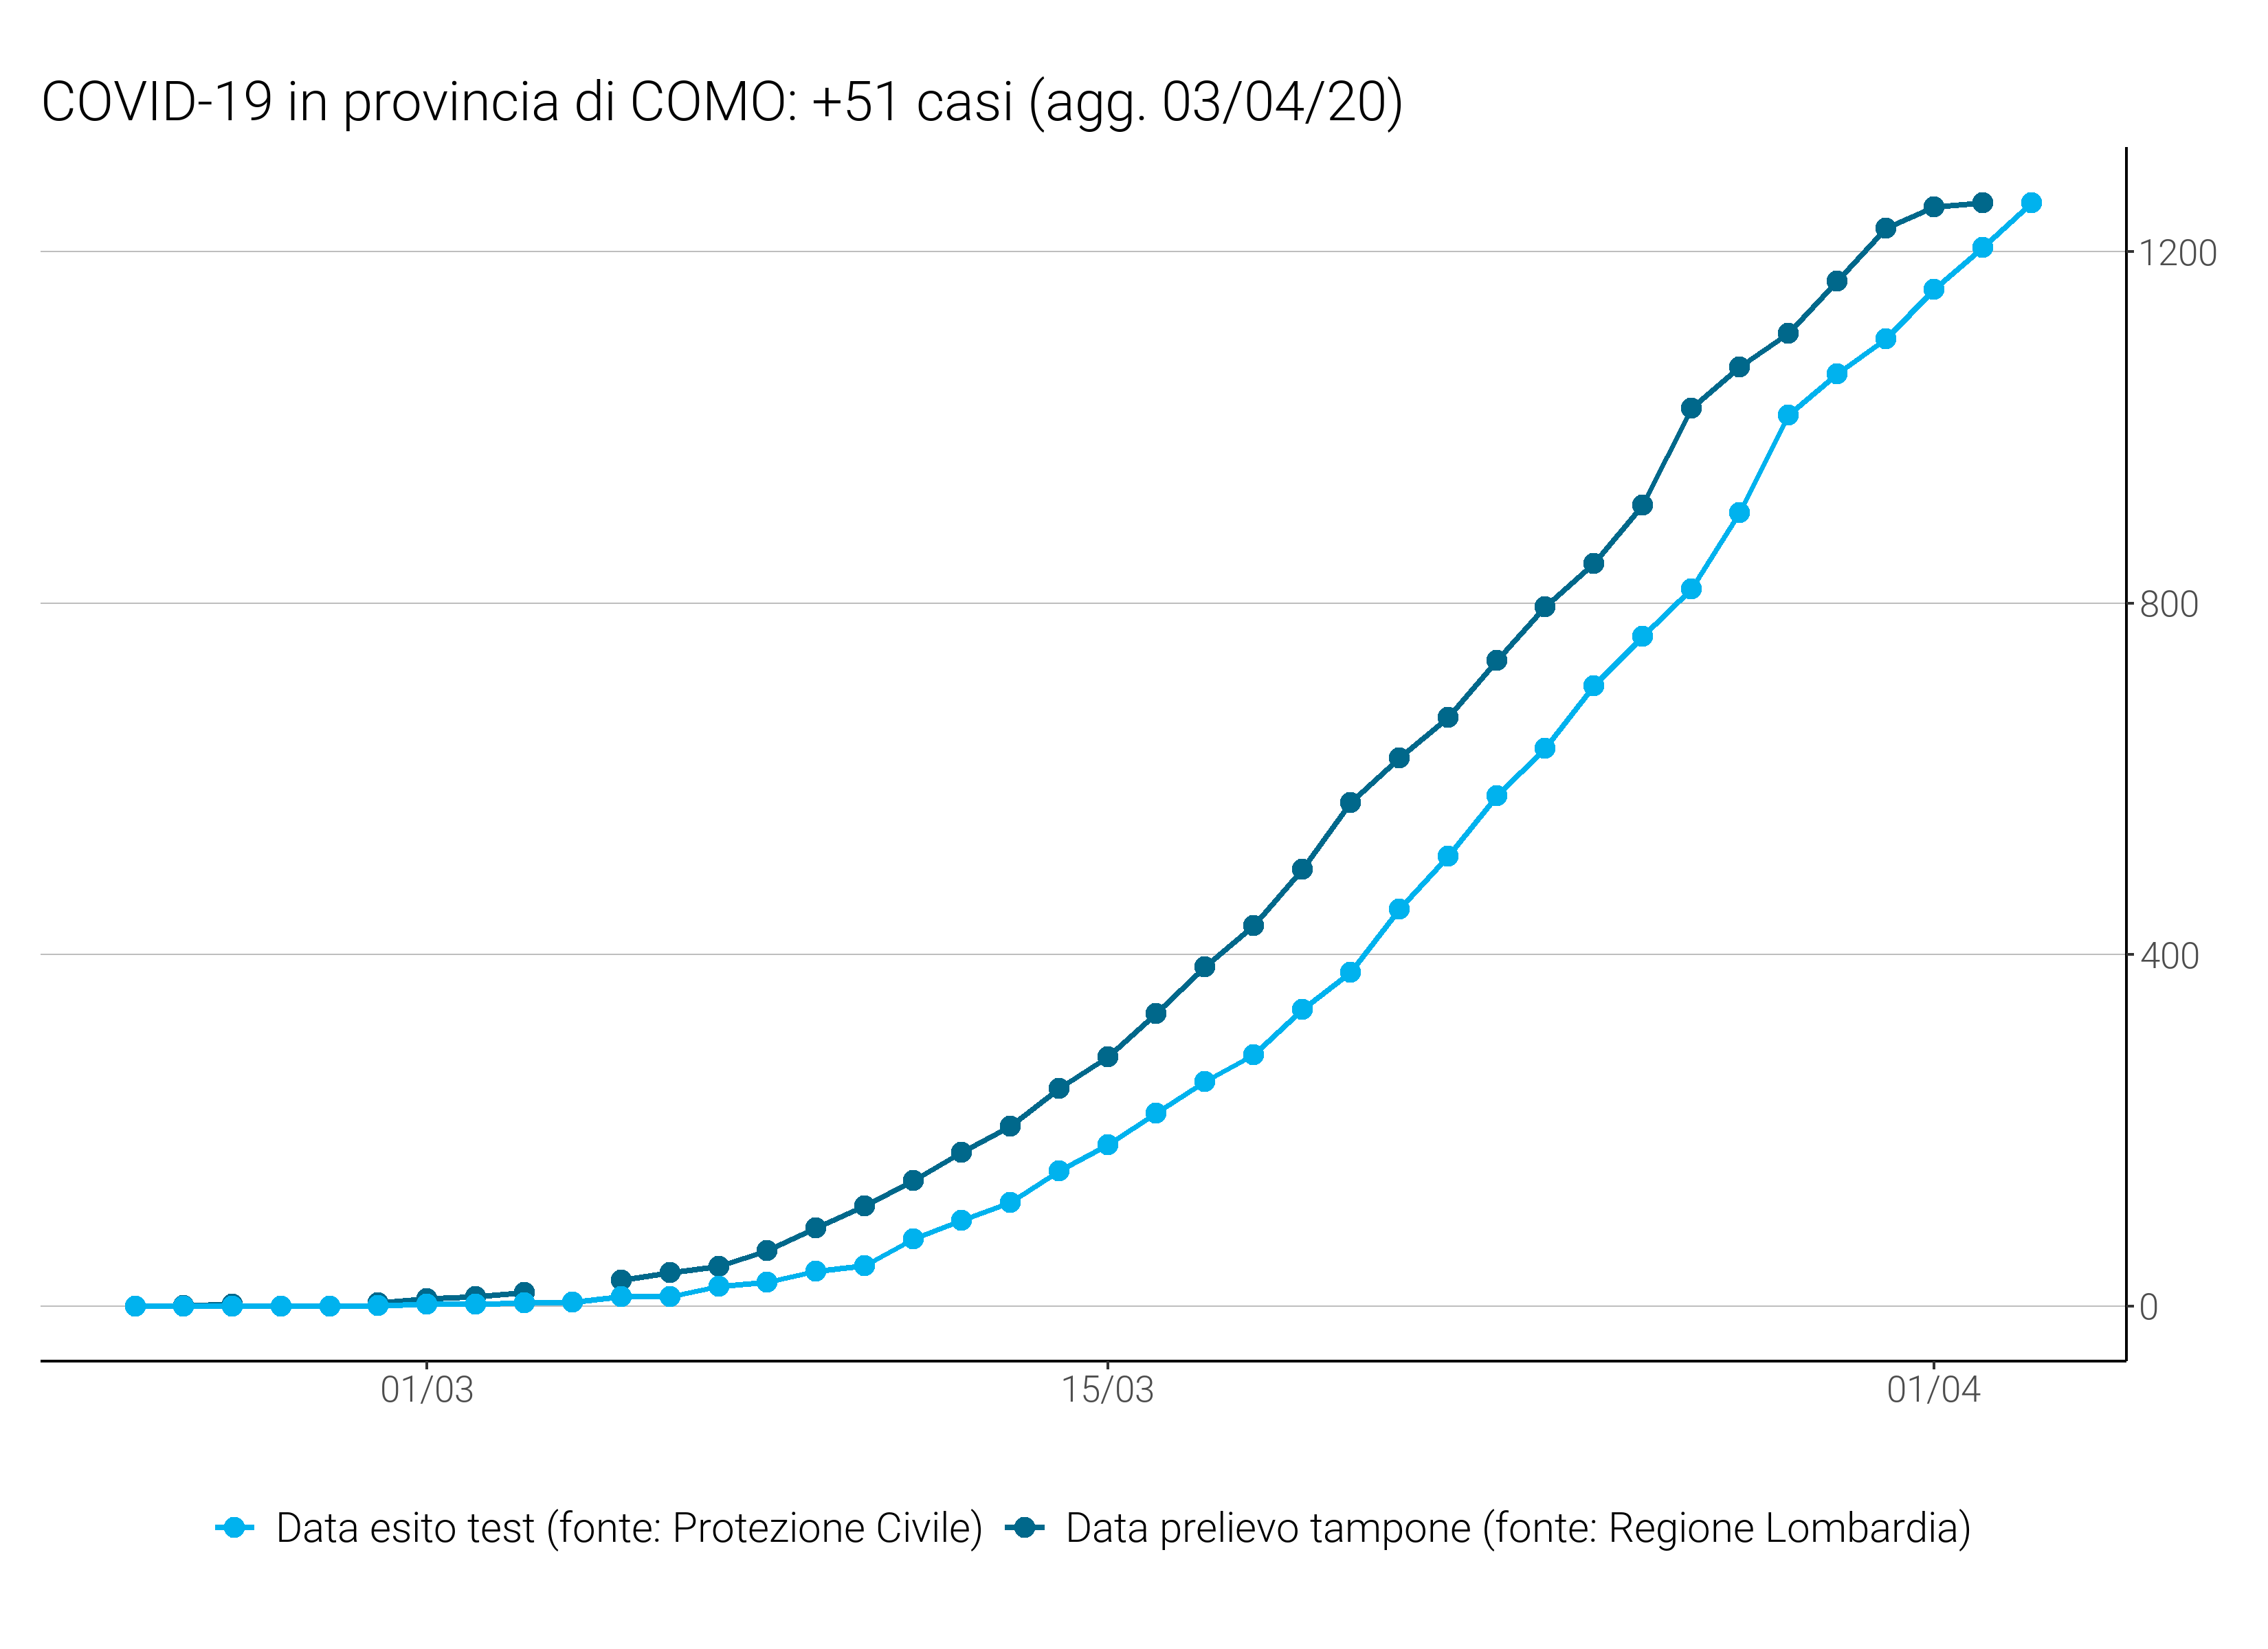 COVID-19 in provincia di COMO: +51 casi (agg. 03/04/20)
1200
800
400
0
01/03 15/03 01/04
Data esito test (fonte: Protezione Civile) Data prelievo tampone (fonte: Regione Lombardia)